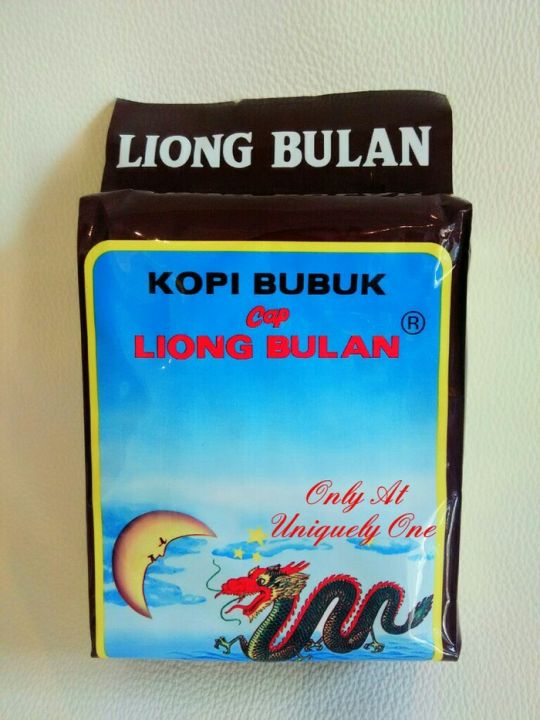 LIONG BULAN
KOPI BUBUK
Cap
LIONG BULAN ®
Only At
Uniquely One